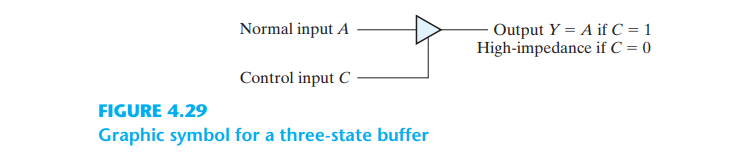 Normal input A
Output Y = A if C = 1
High-impedance if C = 0
Control input C
FIGURE 4.29
Graphic symbol for a three-state buffer